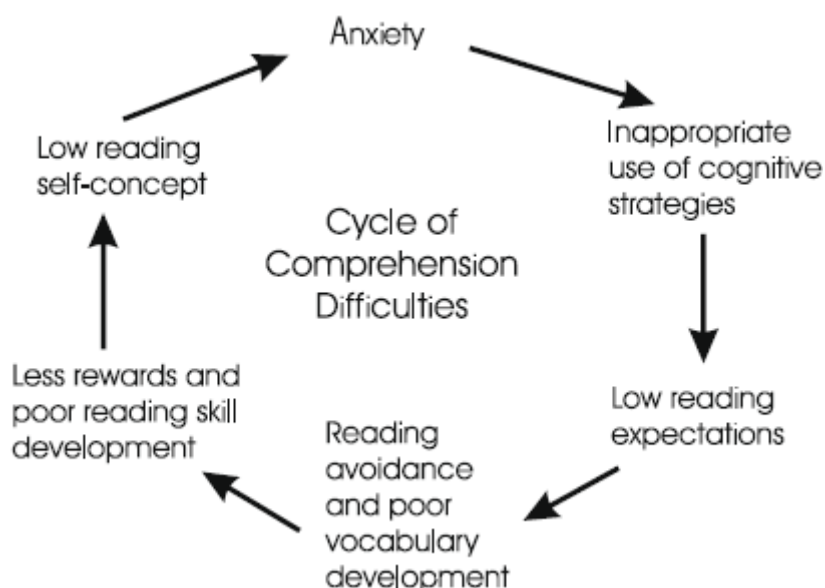 Anxiety
Inappropriate
use of cognitive
strategies
Low reading
expectations
Reading
avoidance
and poor
vocabulary
development
Less rewards and
poor reading skill
development
Low reading
self-concept
Cycle of
Comprehension
Difficulties